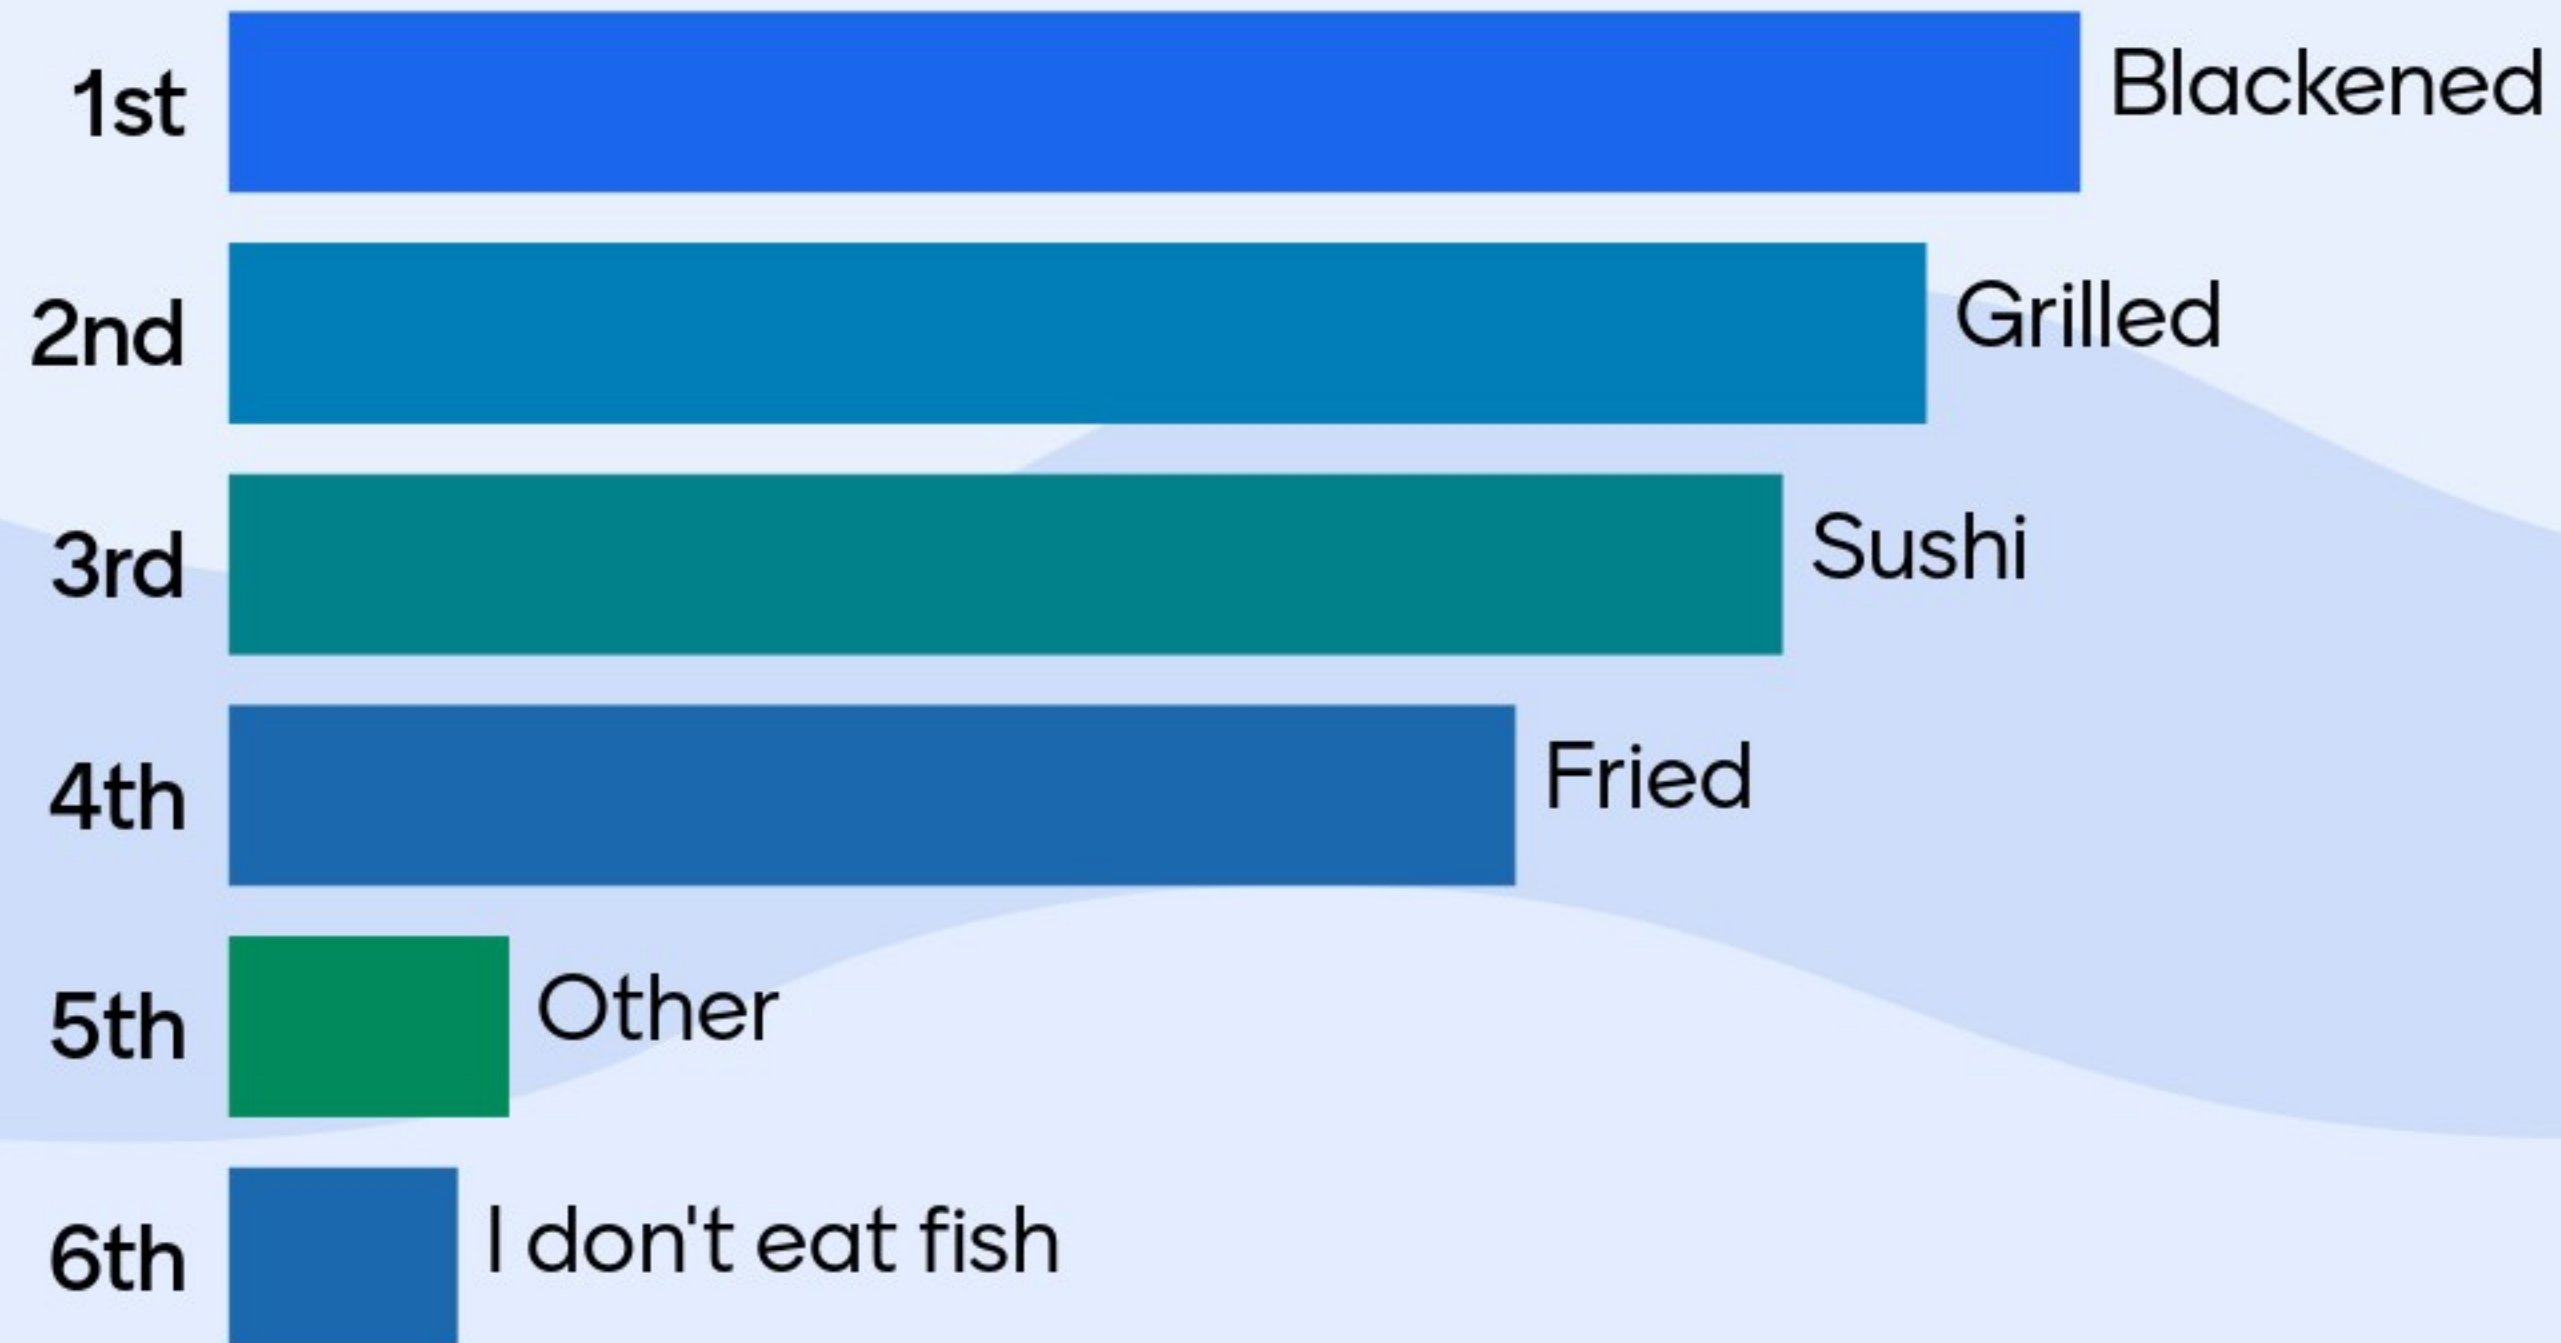 1st Blackened
2nd Grilled
3rd Sushi
4th Fried
5th Other
6th I don't eat fish